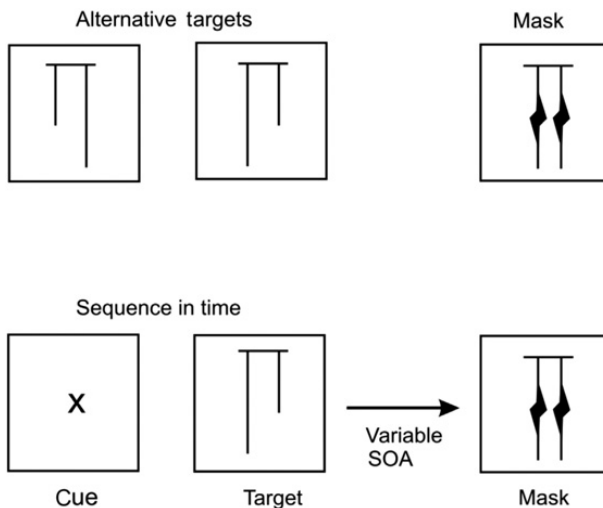 Alternative targets
Mask
Sequence in time
X
Variable
SOA
Cue
Target
Mask